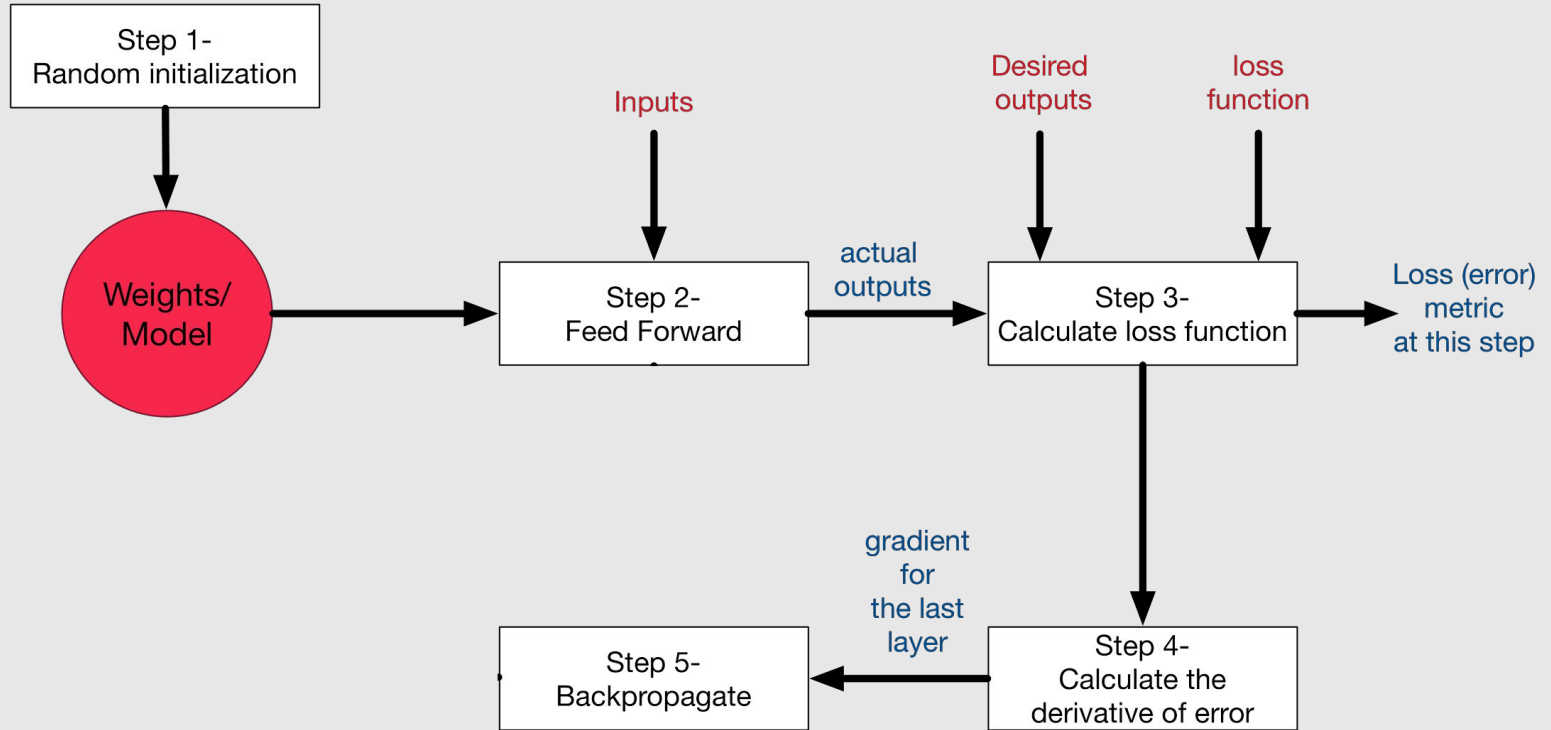 Step 1-
Random initialization
Inputs
Desired
outputs
loss
function
Weights/
Model
Step 2-
Feed Forward
actual
outputs
Step 3-
Calculate loss function
Loss (error)
metric
at this step
gradient
for
the last
layer
Step 4-
Calculate the
derivative of error
Step 5-
Backpropagate